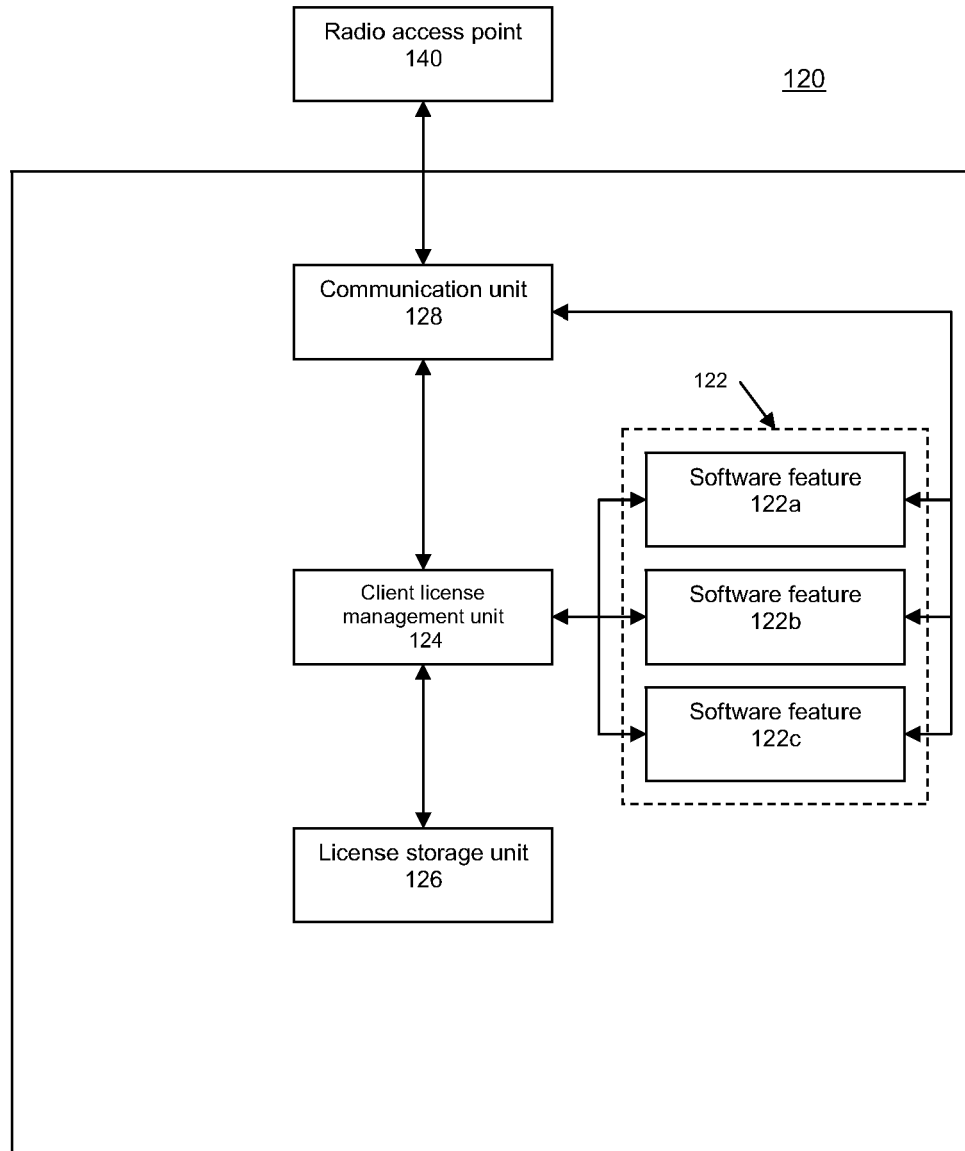 Radio access point
140
120
Communication unit
128
122
Software feature
122a
Client license
management unit
124
Software feature
122b
Software feature
122c
License storage unit
126